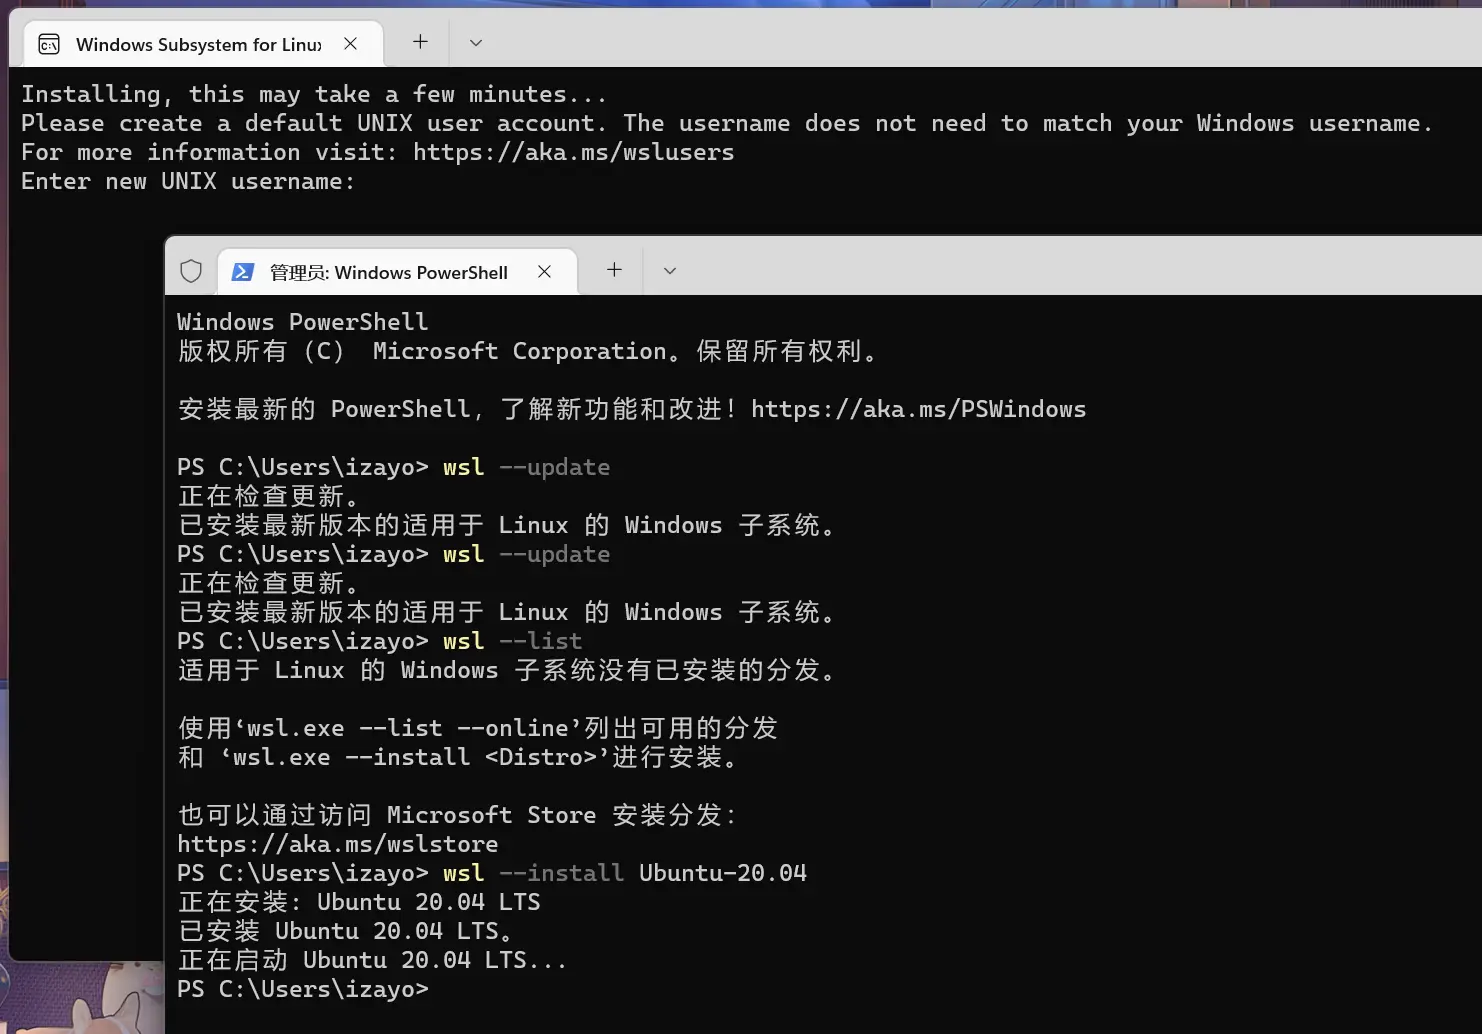 Windows Subsystem for Linux
Installing, this may take a few minutes...
Please create a default UNIX user account. The username does not need to match your Windows username.
For more information visit: https://aka.ms/wslusers
Enter new UNIX username:
管理员: Windows PowerShell
Windows PowerShell
版权所有 (C) Microsoft Corporation。保留所有权利。
安装最新的 PowerShell，了解新功能和改进！https://aka.ms/PSWindows
PS C:\Users\izayo> wsl --update
正在检查更新。
已安装最新版本的适用于 Linux 的 Windows 子系统。
PS C:\Users\izayo> wsl --update
正在检查更新。
已安装最新版本的适用于 Linux 的 Windows 子系统。
PS C:\Users\izayo> wsl --list
适用于 Linux 的 Windows 子系统没有已安装的分发。
使用‘wsl.exe --list --online’列出可用的分发
和 ‘wsl.exe --install <Distro>’进行安装。
也可以通过访问 Microsoft Store 安装分发：
https://aka.ms/wslstore
PS C:\Users\izayo> wsl --install Ubuntu-20.04
正在安装: Ubuntu 20.04 LTS
已安装 Ubuntu 20.04 LTS。
正在启动 Ubuntu 20.04 LTS...
PS C:\Users\izayo>